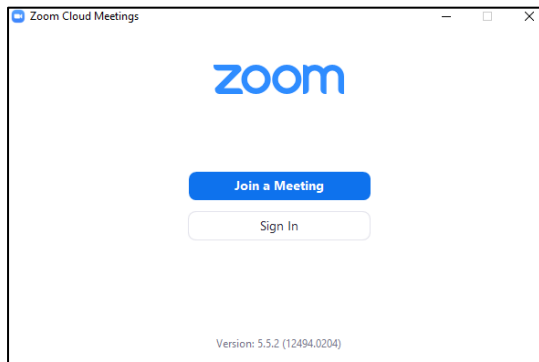 Zoom Cloud Meetings
zoom
Join a Meeting
Sign In
Version: 5.5.2 (12494.0204)